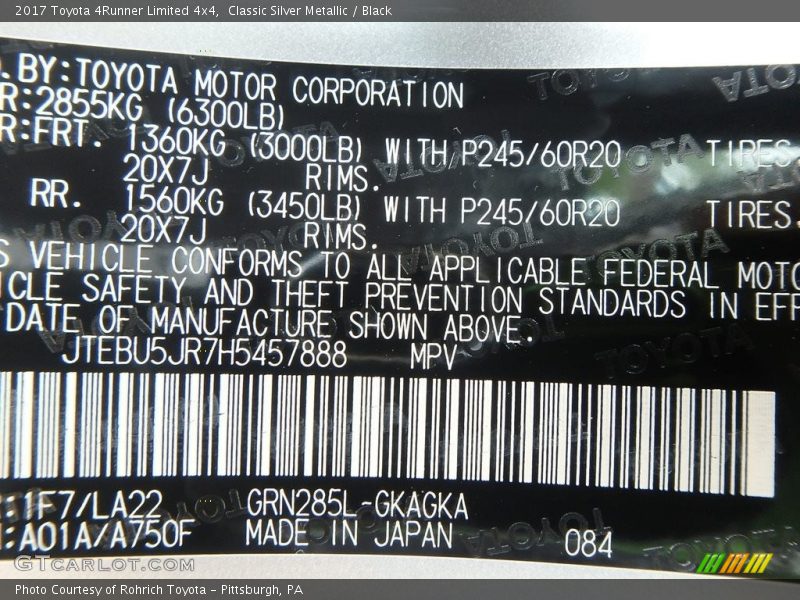 2017 Toyota 4Runner Limited 4x4,  Classic Silver Metallic / Black
.BY:TOYOTA MOTOR CORPORATION
R:2855KG (6300LB)
R:FRT. 1360KG (3000LB) WITH P245/60R20 TIRES.
20X7J RIMS.
RR. 1560KG (3450LB) WITH P245/60R20 TIRES.
20X7J RIMS.
S VEHICLE CONFORMS TO ALL APPLICABLE FEDERAL MOTO
ICLE SAFETY AND THEFT PREVENTION STANDARDS IN EFF
DATE OF MANUFACTURE SHOWN ABOVE.
JTEBU5JR7H5457888 MPV
:1F7/LA22 GRN285L-GKAGKA
:A01A/A750F MADE IN JAPAN 084
GTCARLOT.COM
Photo Courtesy of Rohrich Toyota - Pittsburgh, PA